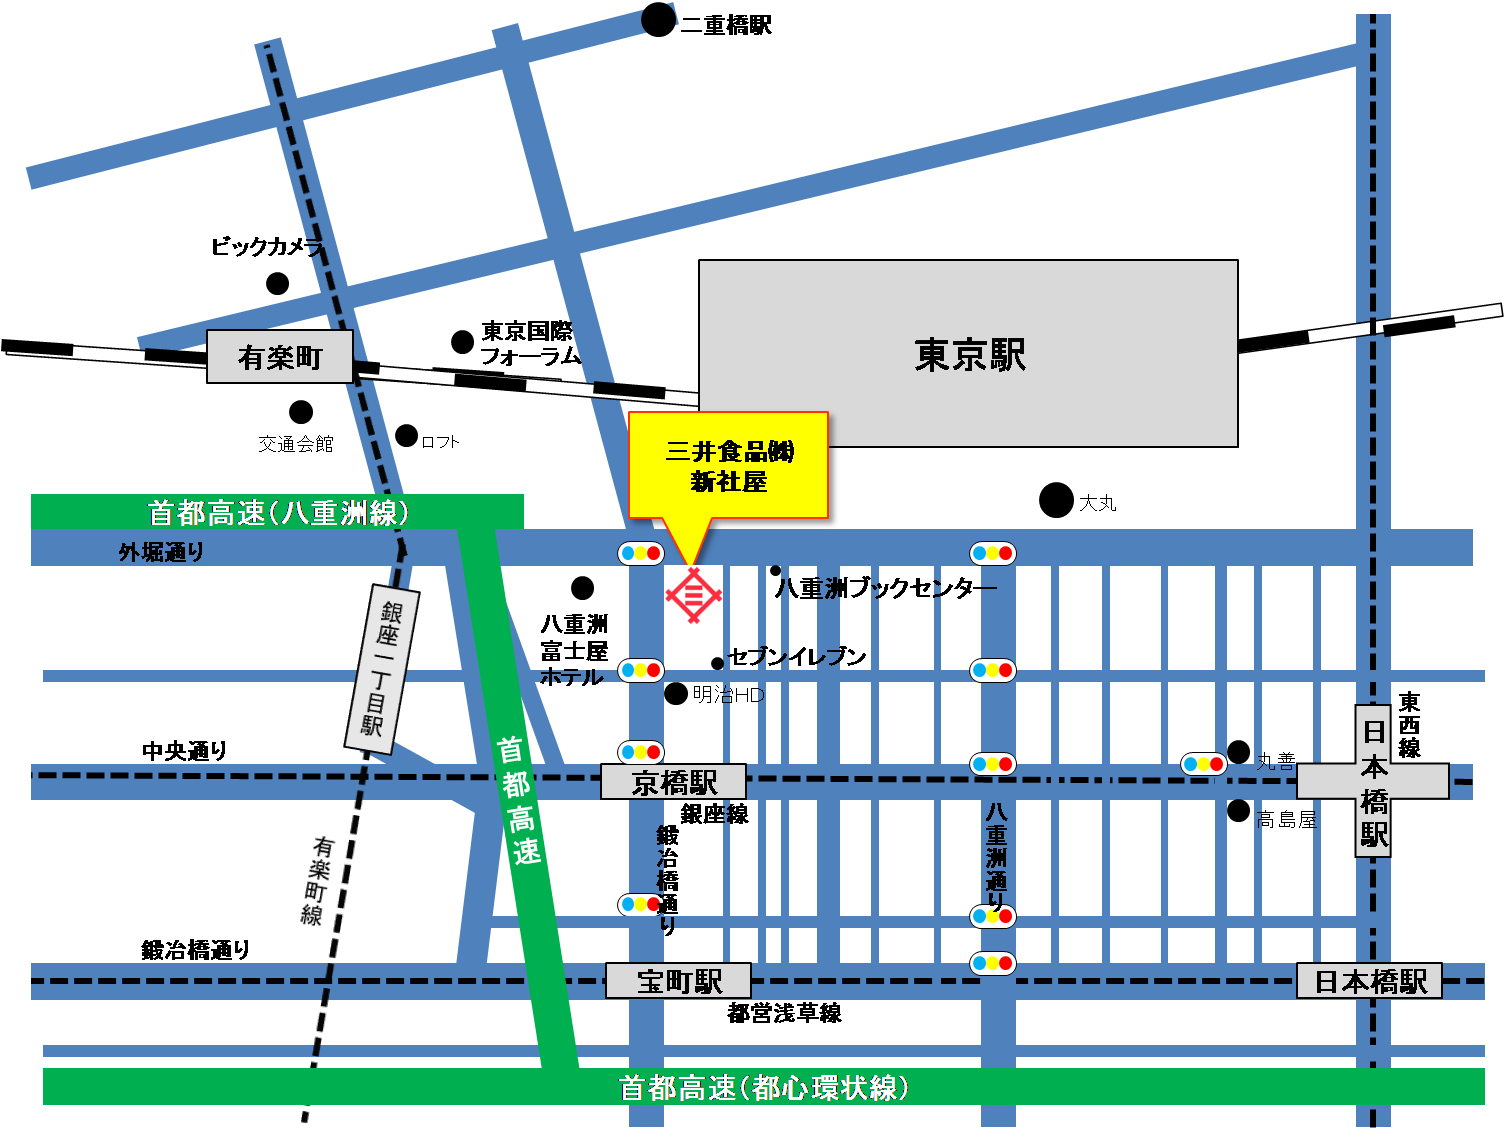 二重橋駅
ビックカメラ
東京国際
フォーラム
有楽町
東京駅
交通会館
ロフト
三井食品㈱
新社屋
大丸
首都高速(八重洲線)
外堀通り
八重洲ブックセンター
銀座一丁目駅
八重洲
富士屋
ホテル
セブンイレブン
明治HD
東西線
中央通り
首都高速
京橋駅
丸善
日本橋駅
銀座線
八重洲通り
高島屋
鍛冶橋通り
有楽町線
鍛冶橋通り
宝町駅
日本橋駅
都営浅草線
首都高速(都心環状線)